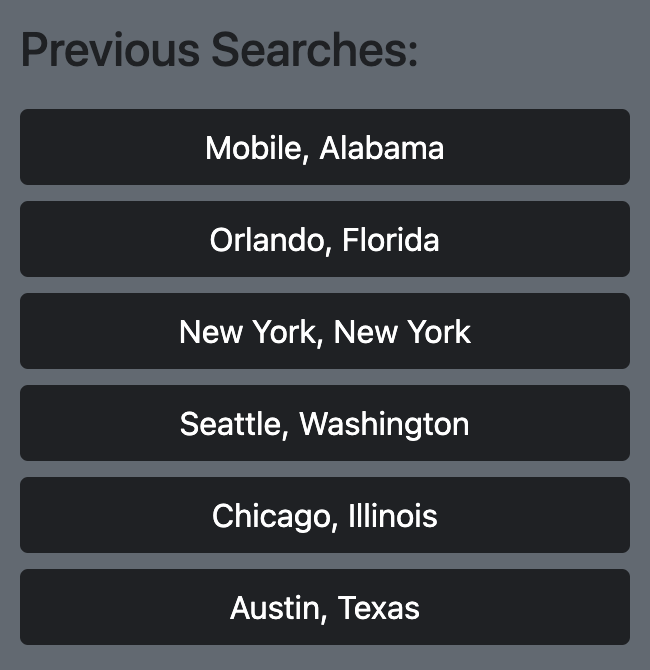 Previous Searches:
Mobile, Alabama
Orlando, Florida
New York, New York
Seattle, Washington
Chicago, Illinois
Austin, Texas